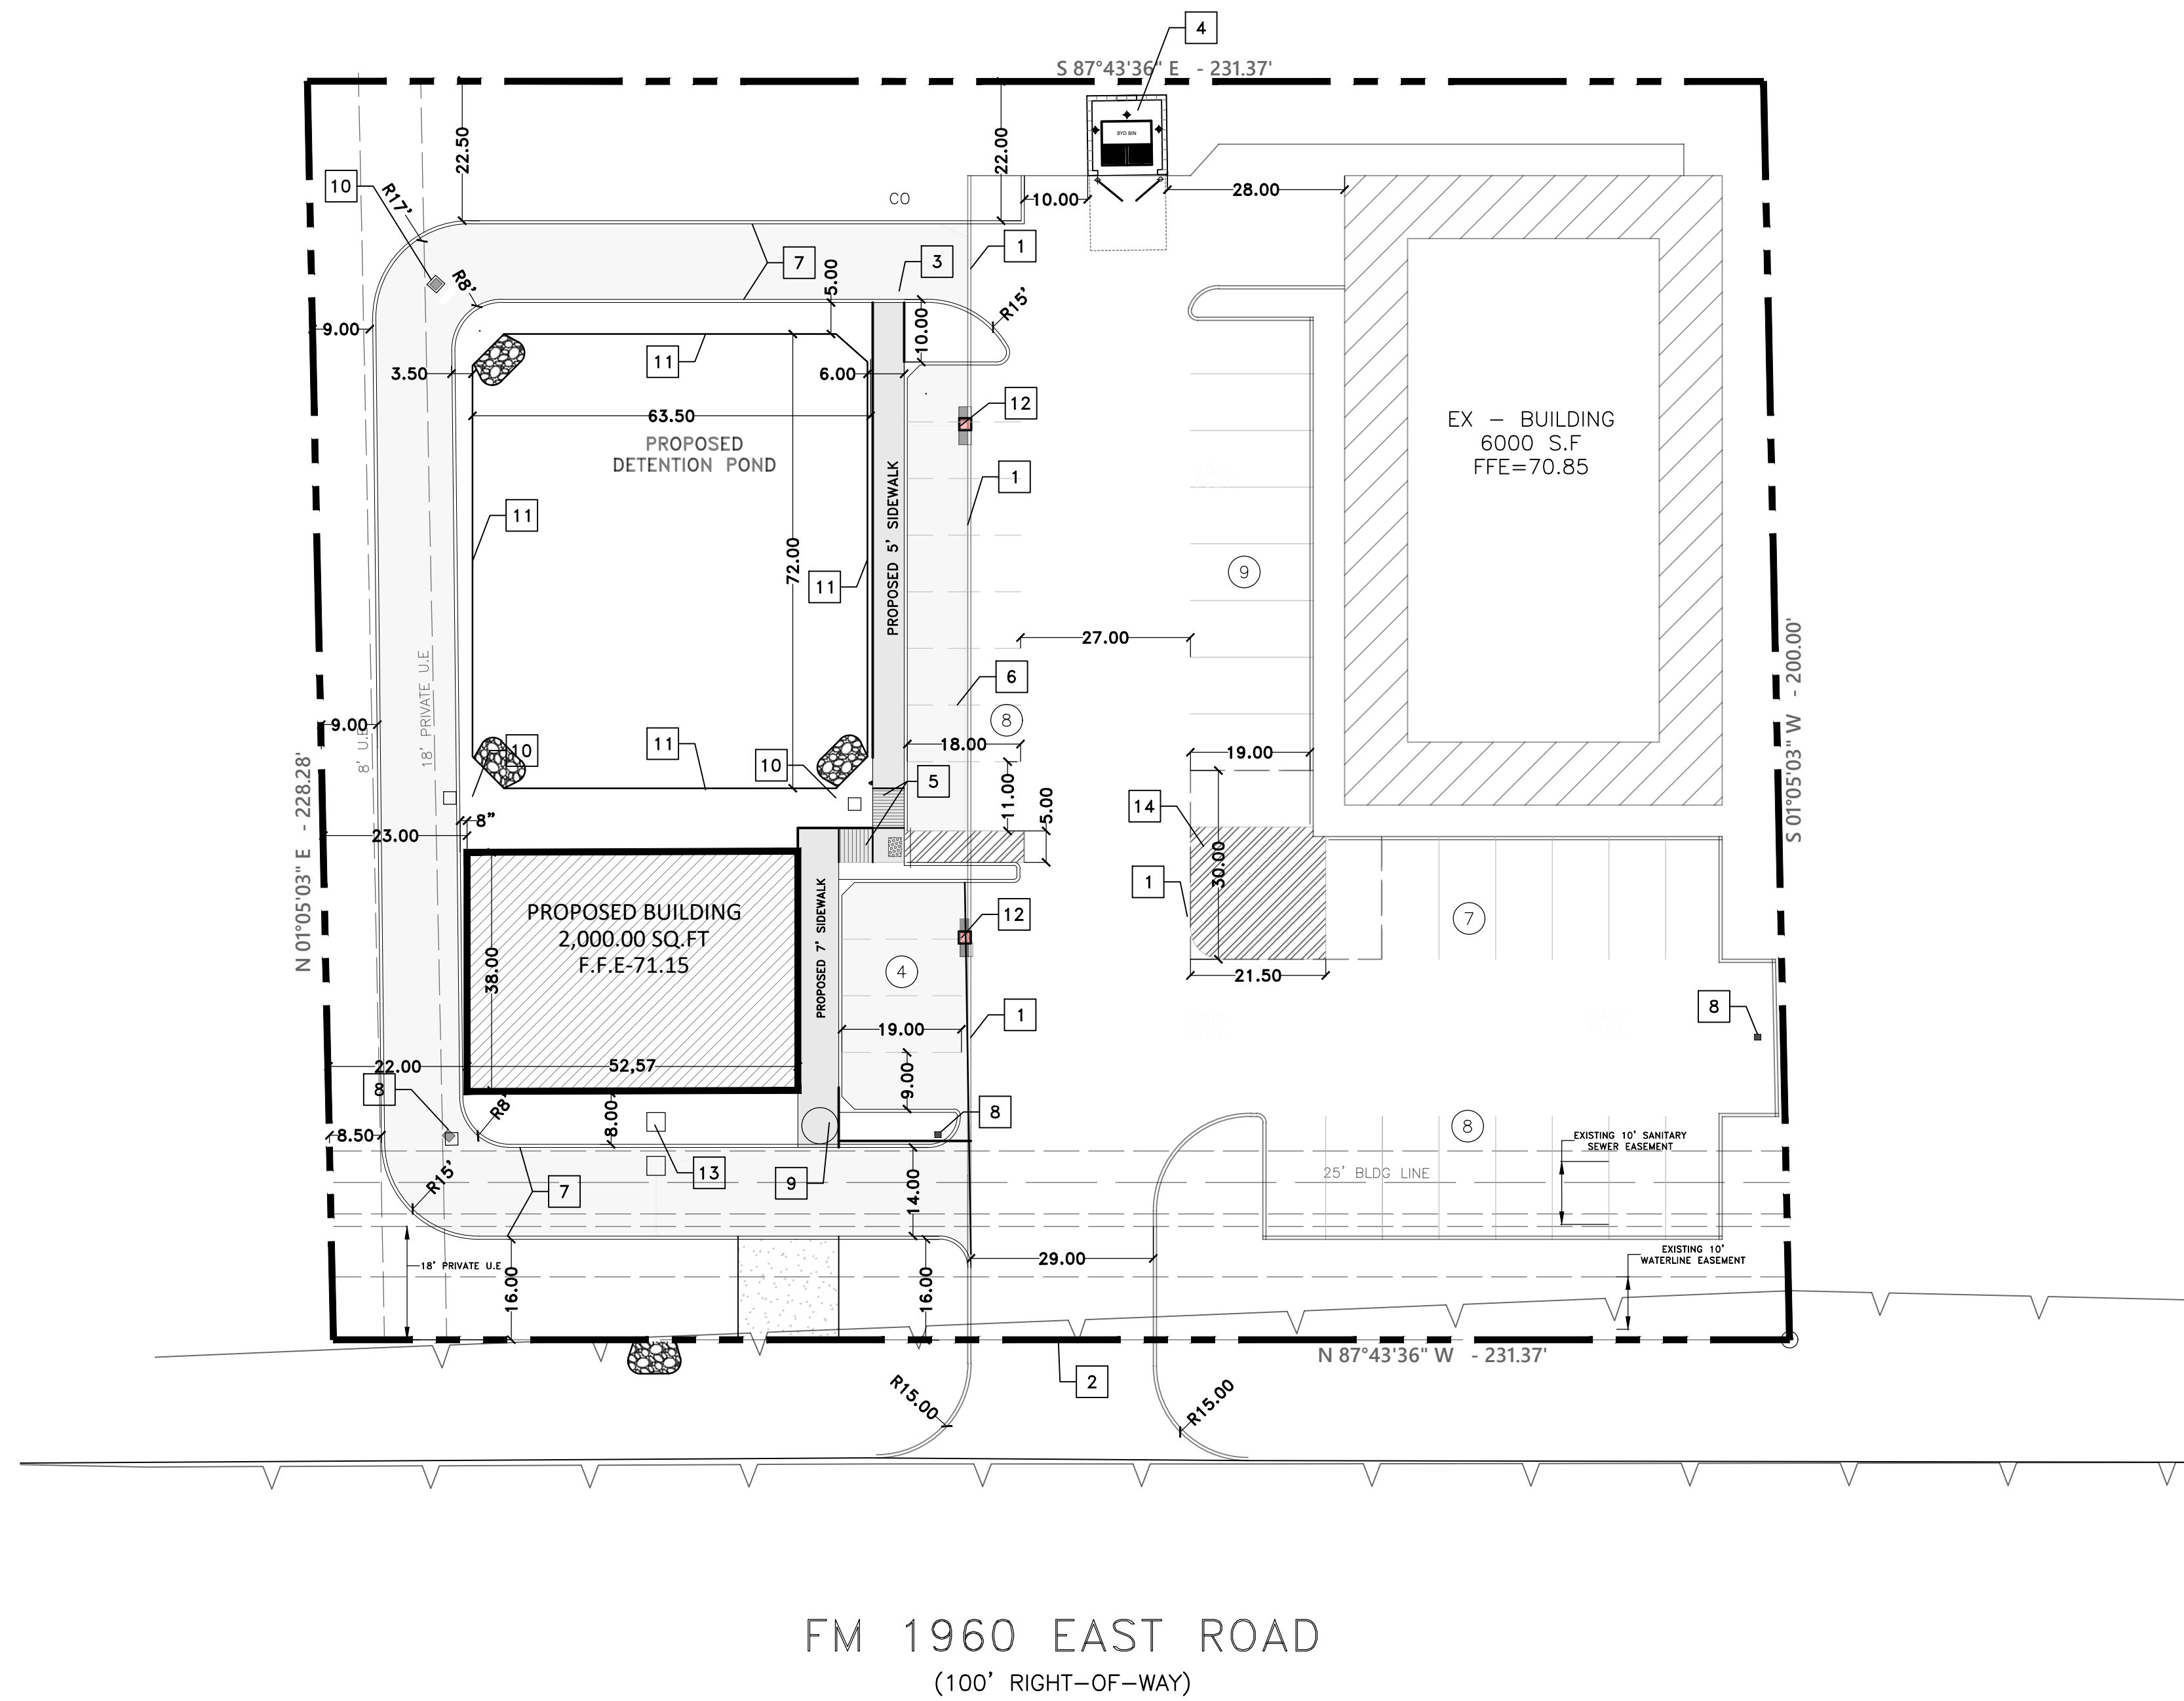 4
S 87°43'36" E - 231.37'
22.50
22.00
BYD BIN
10
R17'
CO
10.00
28.00
1
7
3
5.00
R8'
R15'
10.00
9.00
11
3.50
6.00
12
63.50
EX - BUILDING
6000 S.F
FFE=70.85
PROPOSED
DETENTION POND
1
11
PROPOSED 5' SIDEWALK
72.00
9
11
27.00
6
18' PRIVATE U.E
8
S 01°05'03" W - 200.00'
9.00
8' U.E
10
11
18.00
19.00
10
5
11.00
5.00
14
N 01°05'03" E - 228.28'
8"
23.00
30.00
1
PROPOSED BUILDING
2,000.00 SQ.FT
F.F.E-71.15
PROPOSED 7' SIDEWALK
12
7
38.00
4
21.50
8
19.00
1
22.00
52,57
9.00
8
R8'
8.00
8
8
8.50
EXISTING 10' SANITARY
SEWER EASEMENT
13
25' BLDG LINE
R15'
7
9
14.00
29.00
EXISTING 10'
WATERLINE EASEMENT
18' PRIVATE U.E
16.00
16.00
N 87°43'36" W - 231.37'
2
R15.00
R15.00
FM 1960 EAST ROAD
(100' RIGHT-OF-WAY)